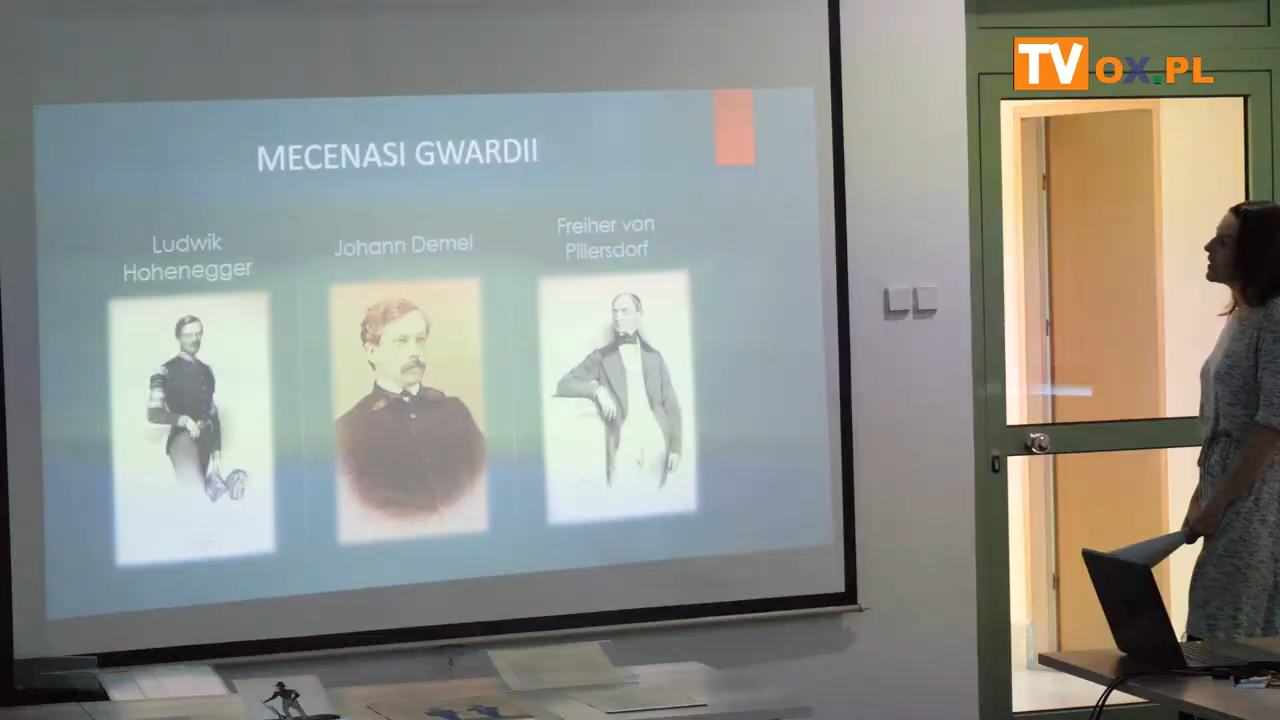 TVOX.PL
MECENASI GWARDII
Ludwik
Hohenegger
Johann Demel
Freiher von
Pillersdorf